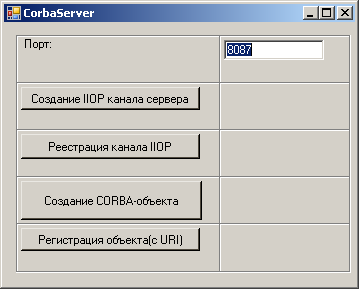 CorbaServer
Порт:
8087
Создание IIOP канала сервера
Реестрация канала IIOP
Создание CORBA-объекта
Регистрация объекта(с URI)